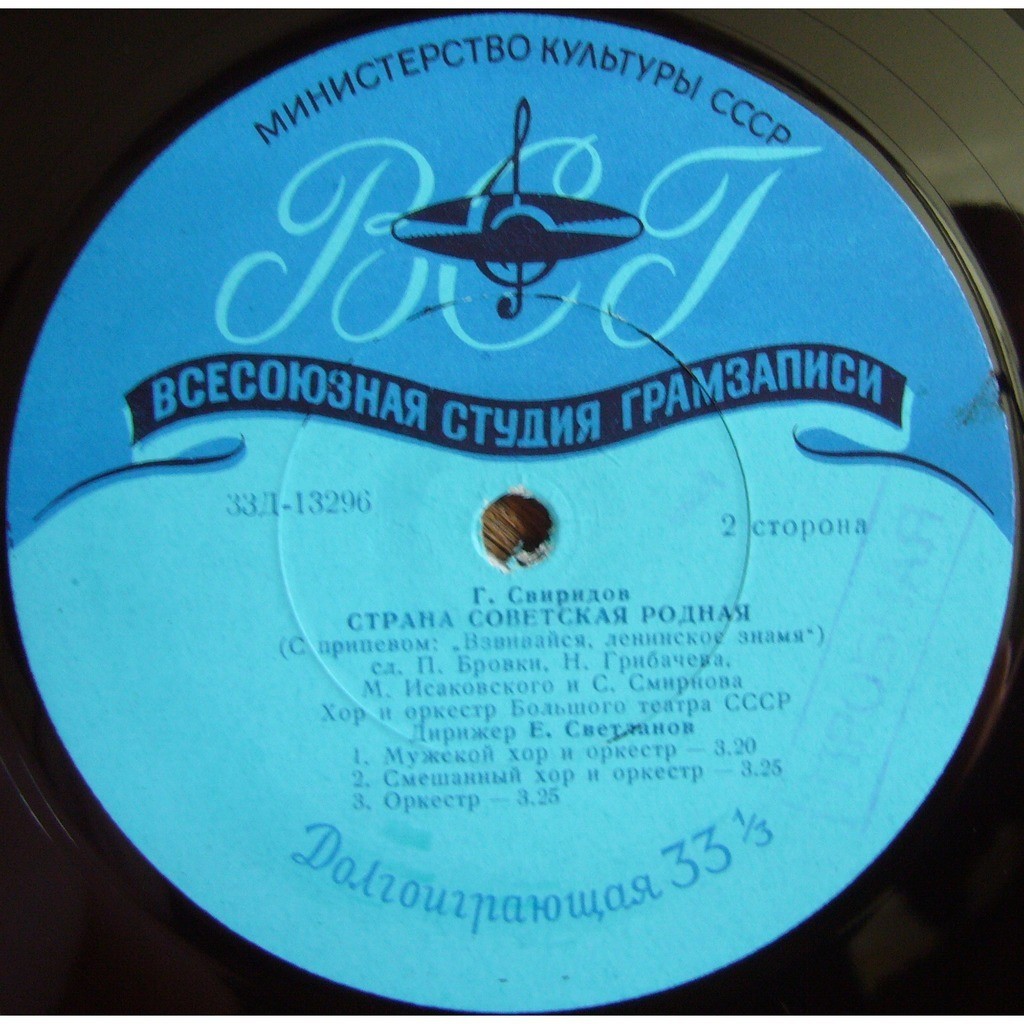 МИНИСТЕРСТВО КУЛЬТУРЫ СССР
ВСГ
ВСЕСОЮЗНАЯ СТУДИЯ ГРАМЗАПИСИ
33Д-13296
2 сторона
Г. Свиридов
СТРАНА СОВЕТСКАЯ РОДНАЯ
(С припевом: „Взвивайся, ленинское знамя“)
сл. П. Бровки, Н. Грибачева,
М. Исаковского и С. Смирнова
Хор и оркестр Большого театра СССР
Дирижер Е. Светланов
1. Мужской хор и оркестр — 3.20
2. Смешанный хор и оркестр — 3.25
3. Оркестр — 3.25
Долгоиграющая 33 ⅓